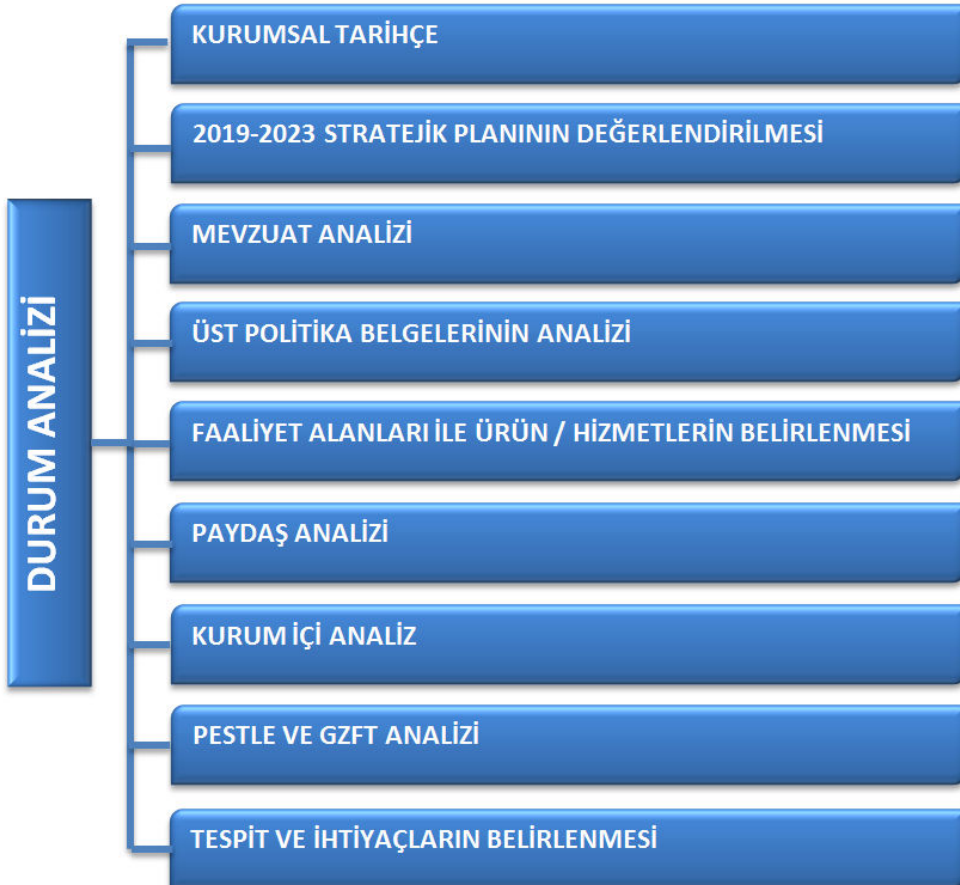 DURUM ANALİZİ
KURUMSAL TARİHÇE
2019-2023 STRATEJİK PLANININ DEĞERLENDİRİLMESİ
MEVZUAT ANALİZİ
ÜST POLİTİKA BELGELERİNİN ANALİZİ
FAALİYET ALANLARI İLE ÜRÜN / HİZMETLERİN BELİRLENMESİ
PAYDAŞ ANALİZİ
KURUM İÇİ ANALİZ
PESTLE VE GZFT ANALİZİ
TESPİT VE İHTİYAÇLARIN BELİRLENMESİ